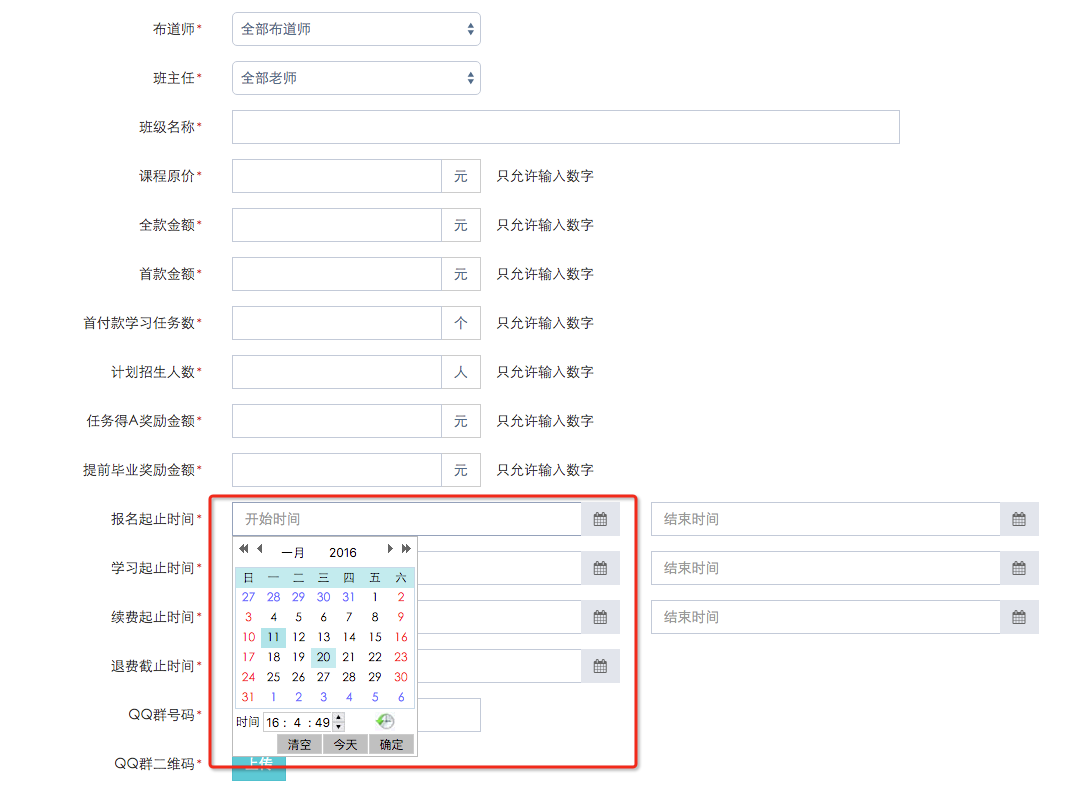 布道师* 全部布道师
班主任* 全部老师
班级名称*
课程原价* 元 只允许输入数字
全款金额* 元 只允许输入数字
首款金额* 元 只允许输入数字
首付款学习任务数* 个 只允许输入数字
计划招生人数* 人 只允许输入数字
任务得A奖励金额* 元 只允许输入数字
提前毕业奖励金额* 元 只允许输入数字
报名起止时间* 开始时间 结束时间
学习起止时间* 结束时间
续费起止时间* 结束时间
退费截止时间*
QQ群号码*
QQ群二维码* 上传
一月 2016
日 一 二 三 四 五 六
27 28 29 30 31 1 2
3 4 5 6 7 8 9
10 11 12 13 14 15 16
17 18 19 20 21 22 23
24 25 26 27 28 29 30
31 1 2 3 4 5 6
时间 16 : 4 : 49
清空 今天 确定